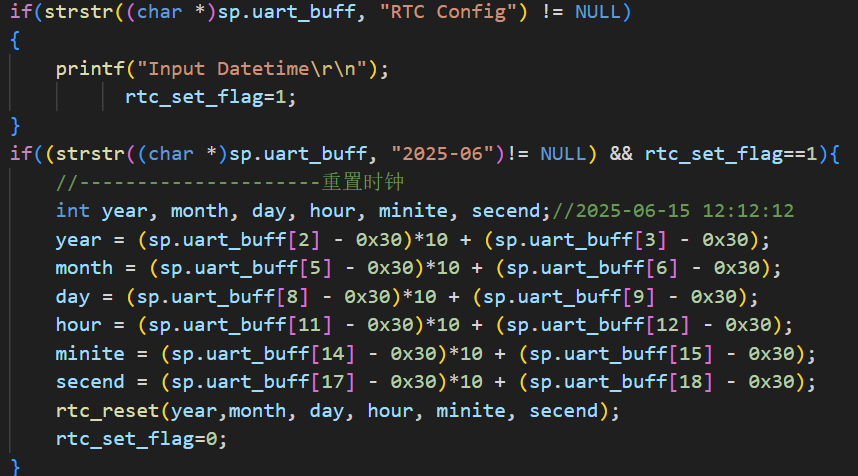 if(strstr((char *)sp.uart_buff, "RTC Config") != NULL)
{
    printf("Input Datetime\r\n");
          rtc_set_flag=1;
}
if((strstr((char *)sp.uart_buff, "2025-06")!= NULL) && rtc_set_flag==1){
    //---------------------重置时钟
    int year, month, day, hour, minite, secend;//2025-06-15 12:12:12
    year = (sp.uart_buff[2] - 0x30)*10 + (sp.uart_buff[3] - 0x30);
    month = (sp.uart_buff[5] - 0x30)*10 + (sp.uart_buff[6] - 0x30);
    day = (sp.uart_buff[8] - 0x30)*10 + (sp.uart_buff[9] - 0x30);
    hour = (sp.uart_buff[11] - 0x30)*10 + (sp.uart_buff[12] - 0x30);
    minite = (sp.uart_buff[14] - 0x30)*10 + (sp.uart_buff[15] - 0x30);
    secend = (sp.uart_buff[17] - 0x30)*10 + (sp.uart_buff[18] - 0x30);
    rtc_reset(year,month, day, hour, minite, secend);
    rtc_set_flag=0;
}